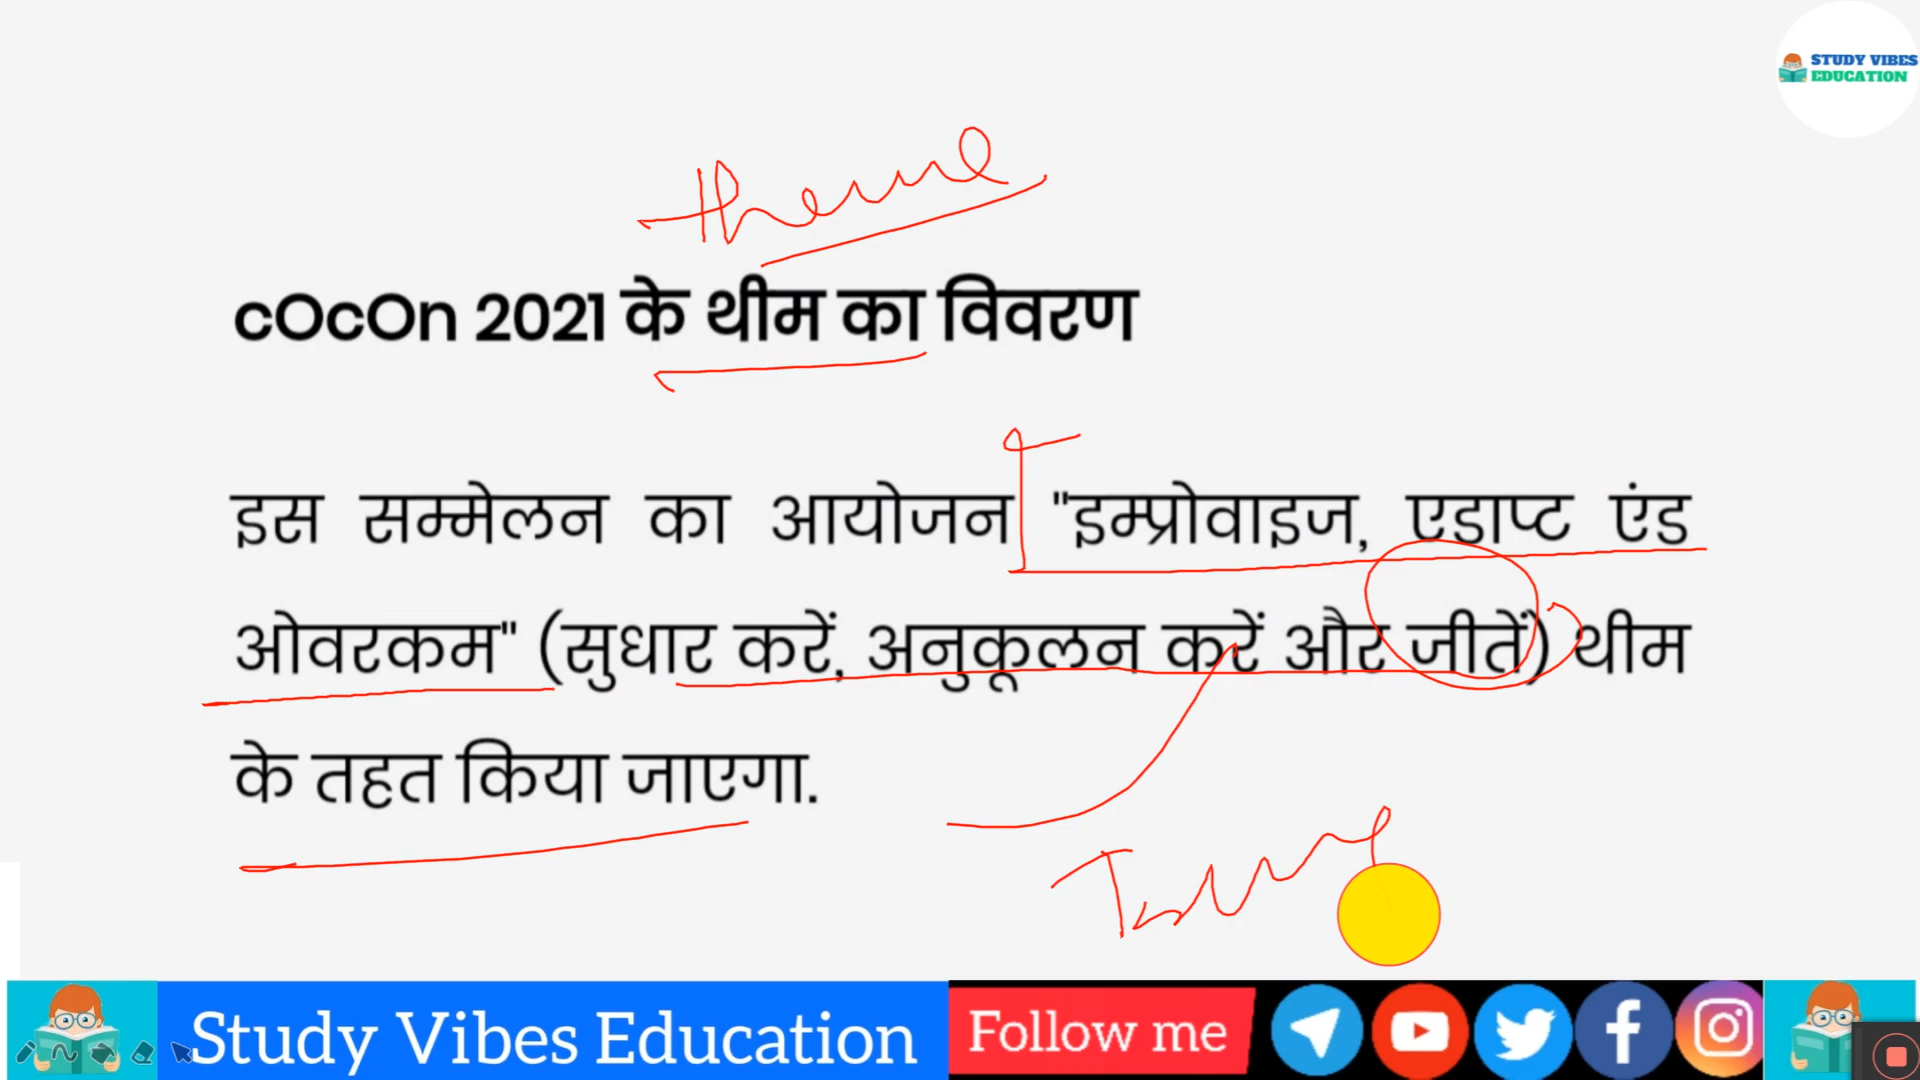 STUDY VIBES
EDUCATION
theme
cOcOn 2021 के थीम का विवरण
इस सम्मेलन का आयोजन "इम्प्रोवाइज, एडाप्ट एंड
ओवरकम" (सुधार करें, अनुकूलन करें और जीतें) थीम
के तहत किया जाएगा.
Study Vibes Education
Follow me